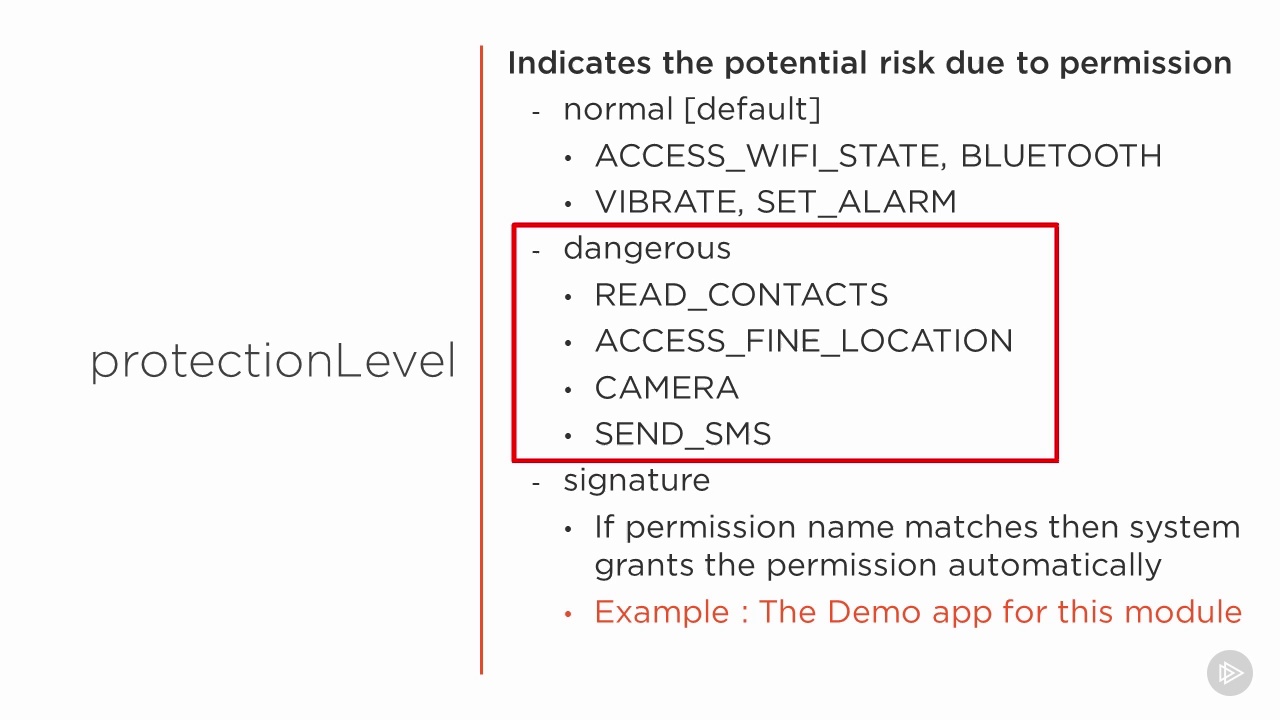 protectionLevel
Indicates the potential risk due to permission
- normal [default]
• ACCESS_WIFI_STATE, BLUETOOTH
• VIBRATE, SET_ALARM
- dangerous
• READ_CONTACTS
• ACCESS_FINE_LOCATION
• CAMERA
• SEND_SMS
- signature
• If permission name matches then system
grants the permission automatically
• Example : The Demo app for this module